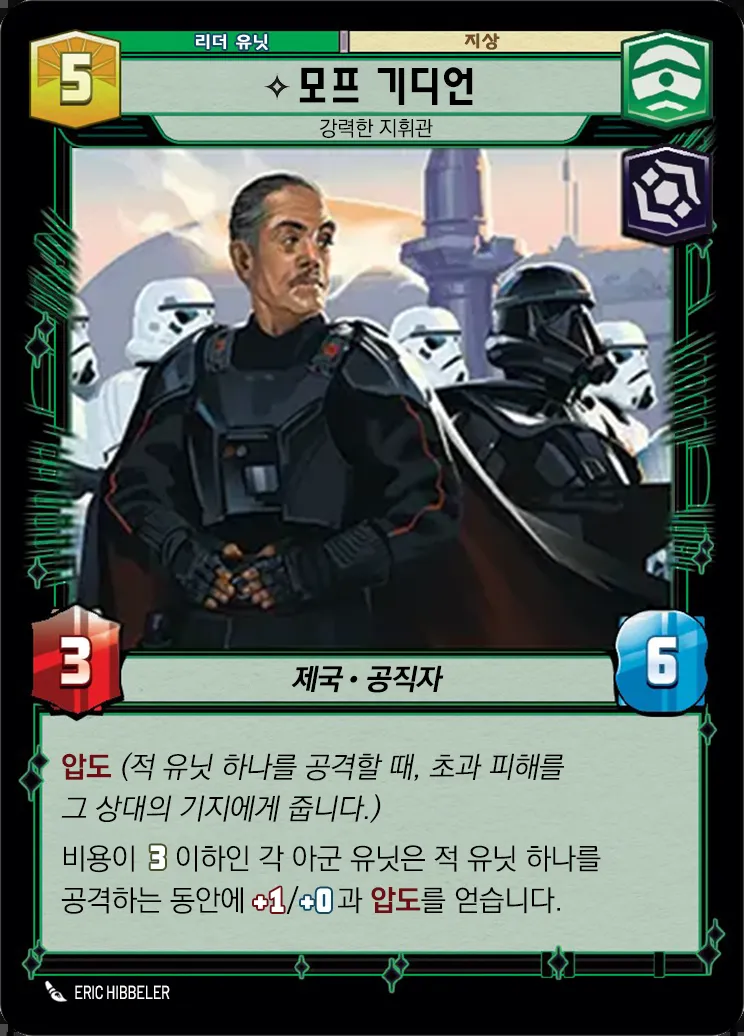 리더 유닛
지상
5
모프 기디언
강력한 지휘관
3
6
제국 • 공직자
압도 (적 유닛 하나를 공격할 때, 초과 피해를
그 상대의 기지에게 줍니다.)
비용이 3 이하인 각 아군 유닛은 적 유닛 하나를
공격하는 동안에 +1/+0과 압도를 얻습니다.
ERIC HIBBELER